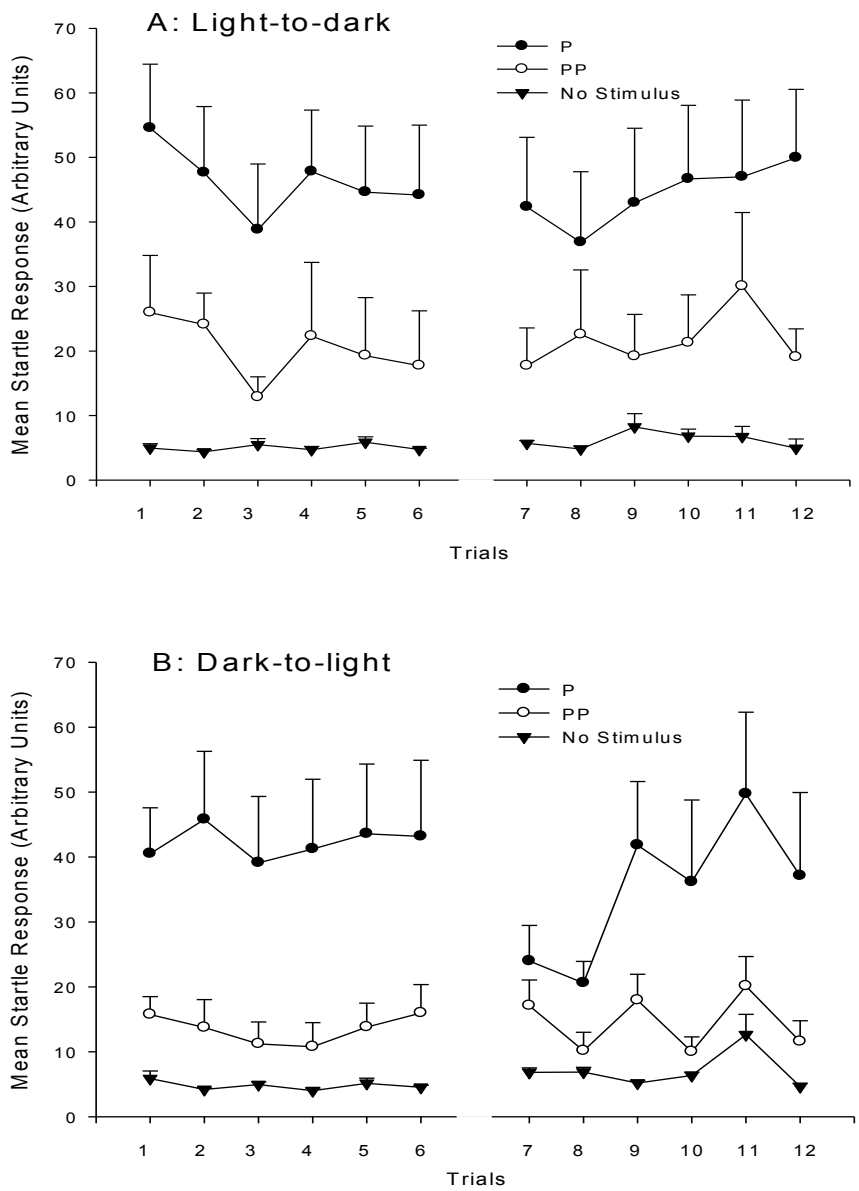 A: Light-to-dark
P
PP
No Stimulus
Mean Startle Response (Arbitrary Units)
70
60
50
40
30
20
10
0
1 2 3 4 5 6 7 8 9 10 11 12
Trials
B: Dark-to-light
P
PP
No Stimulus
Mean Startle Response (Arbitrary Units)
70
60
50
40
30
20
10
0
1 2 3 4 5 6 7 8 9 10 11 12
Trials